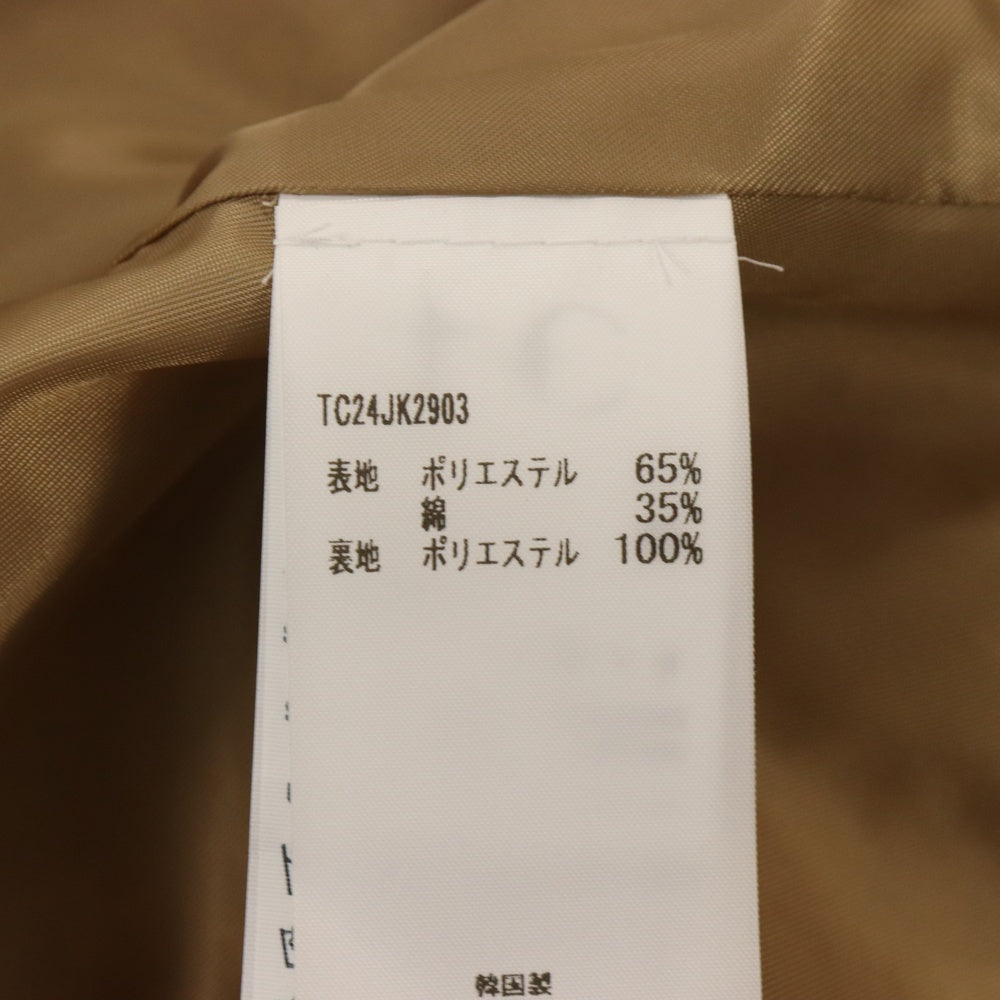 TC24JK2903
表地 ポリエステル 65%
綿 35%
裏地 ポリエステル 100%
韓国製